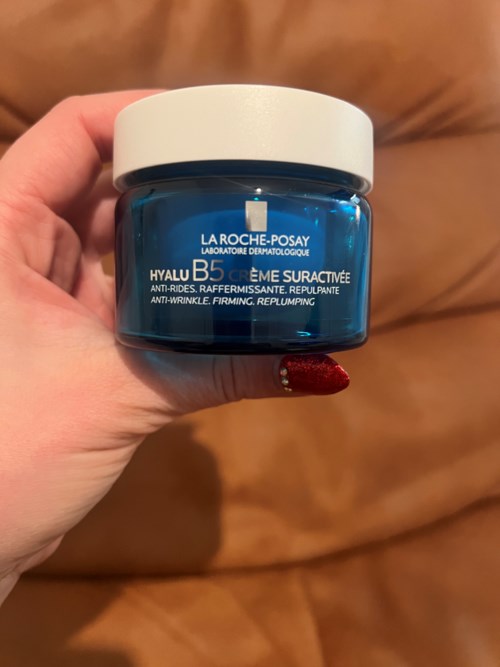 LA ROCHE-POSAY
LABORATOIRE DERMATOLOGIQUE
HYALU B5 CRÈME SURACTIVÉE
ANTI-RIDES. RAFFERMISSANTE. REPULPANTE
ANTI-WRINKLE. FIRMING. REPLUMPING